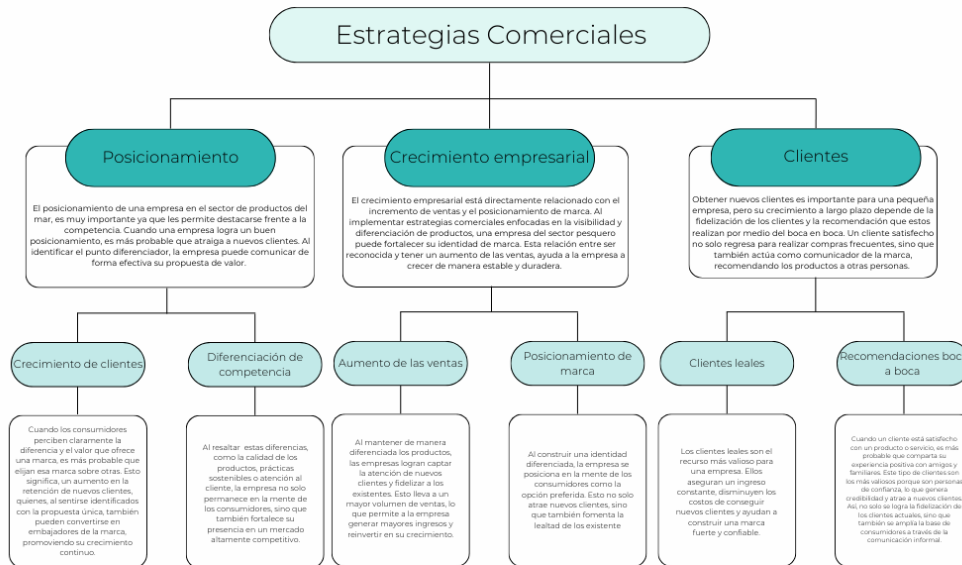 Estrategias Comerciales
Posicionamiento
El posicionamiento de una empresa en el sector de productos del
mar, es muy importante ya que les permite destacarse frente a la
competencia. Cuando una empresa logra un buen
posicionamiento, es más probable que atraiga a nuevos clientes. Al
identificar el punto diferenciador, la empresa puede comunicar de
forma efectiva su propuesta de valor.
Crecimiento empresarial
El crecimiento empresarial está directamente relacionado con el
incremento de ventas y el posicionamiento de marca. Al
implementar estrategias comerciales enfocadas en la visibilidad y
diferenciación de productos, una empresa del sector pesquero
puede fortalecer su identidad de marca. Esta relación entre ser
reconocida y tener un aumento de las ventas, ayuda a la empresa a
crecer de manera estable y duradera.
Clientes
Obtener nuevos clientes es importante para una pequeña
empresa, pero su crecimiento a largo plazo depende de la
fidelización de los clientes y la recomendación que estos
realizan por medio del boca en boca. Un cliente satisfecho
no solo regresa para realizar compras frecuentes, sino que
también actúa como comunicador de la marca,
recomendando los productos a otras personas.
Crecimiento de clientes
Cuando los consumidores
perciben claramente la
diferencia y el valor que ofrece
una marca, es más probable que
elijan esa marca sobre otras. Esto
significa, un aumento en la
retención de nuevos clientes,
quienes, al sentirse identificados
con la propuesta única, también
pueden convertirse en
embajadores de la marca,
promoviendo su crecimiento
continuo.
Diferenciación de
competencia
Al resaltar estas diferencias,
como la calidad de los
productos, prácticas
sostenibles o atención al
cliente, la empresa no solo
permanece en la mente de
los consumidores, sino que
también fortalece su
presencia en un mercado
altamente competitivo.
Aumento de las ventas
Al mantener de manera
diferenciada los productos,
las empresas logran captar
la atención de nuevos
clientes y fidelizar a los
existentes. Esto lleva a un
mayor volumen de ventas, lo
que permite a la empresa
generar mayores ingresos y
reinvertir en su crecimiento.
Posicionamiento de
marca
Al construir una identidad
diferenciada, la empresa se
posiciona en la mente de los
consumidores como la
opción preferida. Esto no solo
atrae nuevos clientes, sino
que también fomenta la
lealtad de los existente
Clientes leales
Los clientes leales son el
recurso más valioso para
una empresa. Ellos
aseguran un ingreso
constante, disminuyen los
costos de conseguir
nuevos clientes y ayudan a
construir una marca
fuerte y confiable.
Recomendaciones boca
a boca
Cuando un cliente está satisfecho
con un producto o servicio, es más
probable que comparta su
experiencia positiva con amigos y
familiares. Este tipo de clientes son
los más valiosos porque son personas
de confianza, lo que genera
credibilidad y atrae a nuevos clientes.
Así, no solo se logra la fidelización de
los clientes actuales, sino que
también se amplía la base de
consumidores a través de la
comunicación informal.